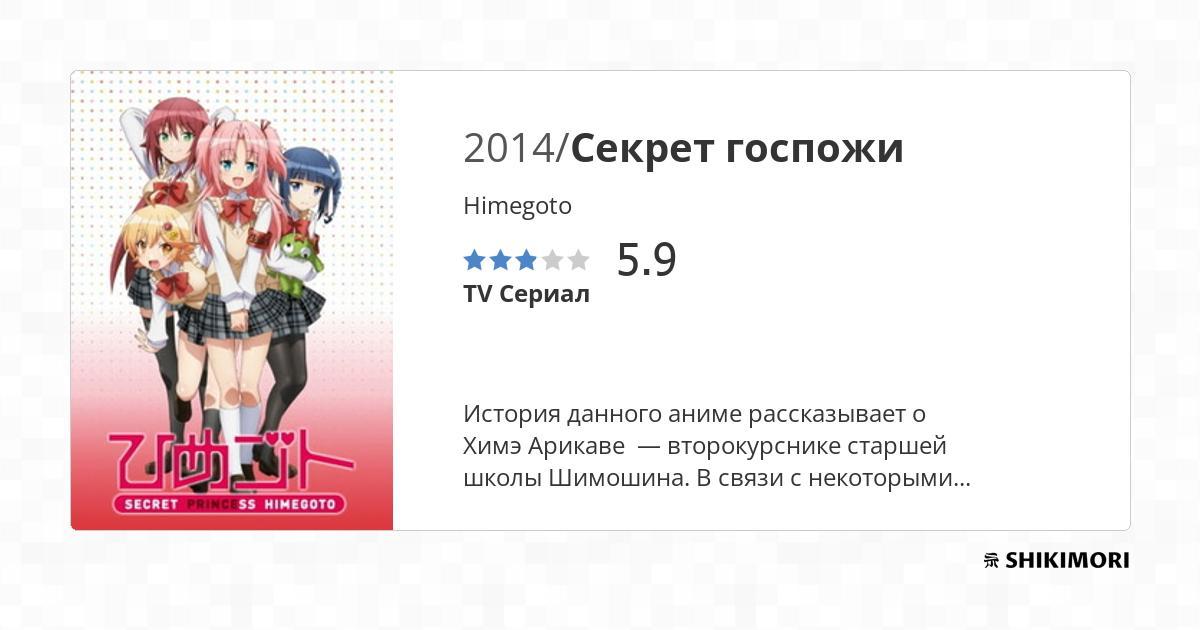 2014/Секрет госпожи
Himegoto
5.9
TV Сериал
История данного аниме рассказывает о
Химэ Арикаве — второкурснике старшей
школы Шимошина. В связи с некоторыми...
ひめゴト
SECRET PRINCESS HIMEGOTO
SHIKIMORI